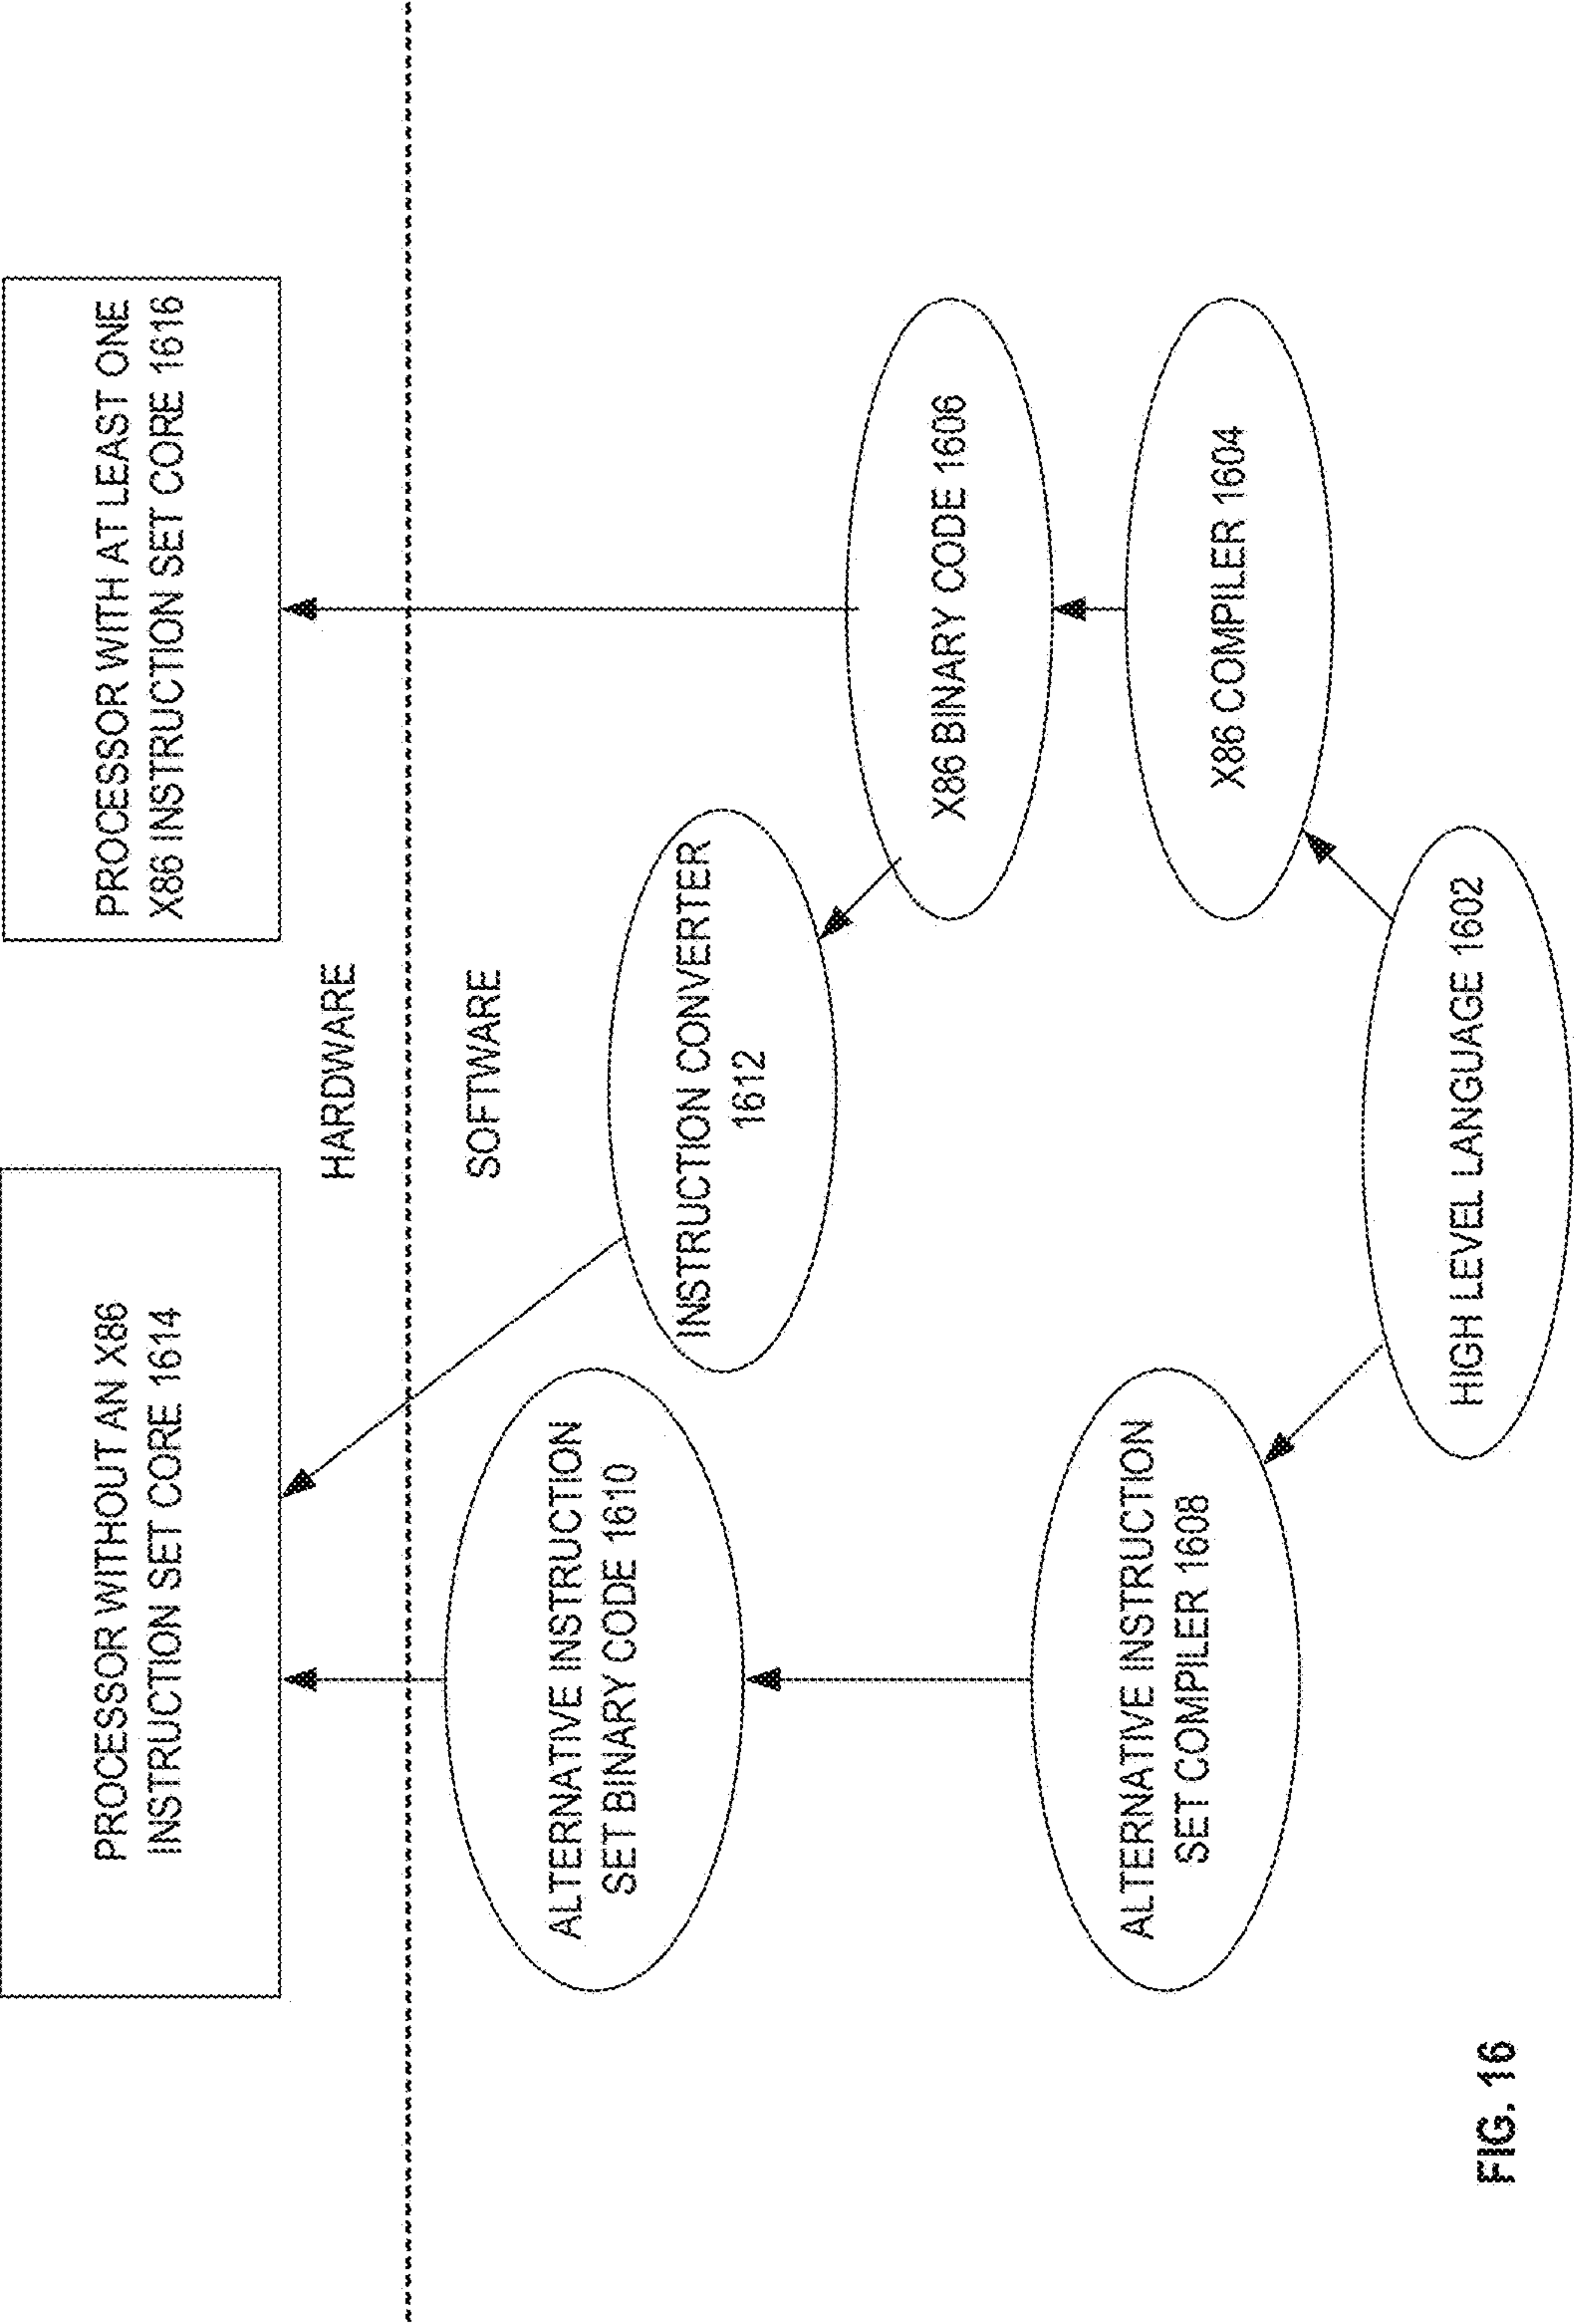 PROCESSOR WITHOUT AN X86
INSTRUCTION SET CORE 1614
PROCESSOR WITH AT LEAST ONE
X86 INSTRUCTION SET CORE 1616
HARDWARE
SOFTWARE
ALTERNATIVE INSTRUCTION
SET BINARY CODE 1610
INSTRUCTION CONVERTER
1612
X86 BINARY CODE 1606
ALTERNATIVE INSTRUCTION
SET COMPILER 1608
X86 COMPILER 1604
HIGH LEVEL LANGUAGE 1602
FIG. 16